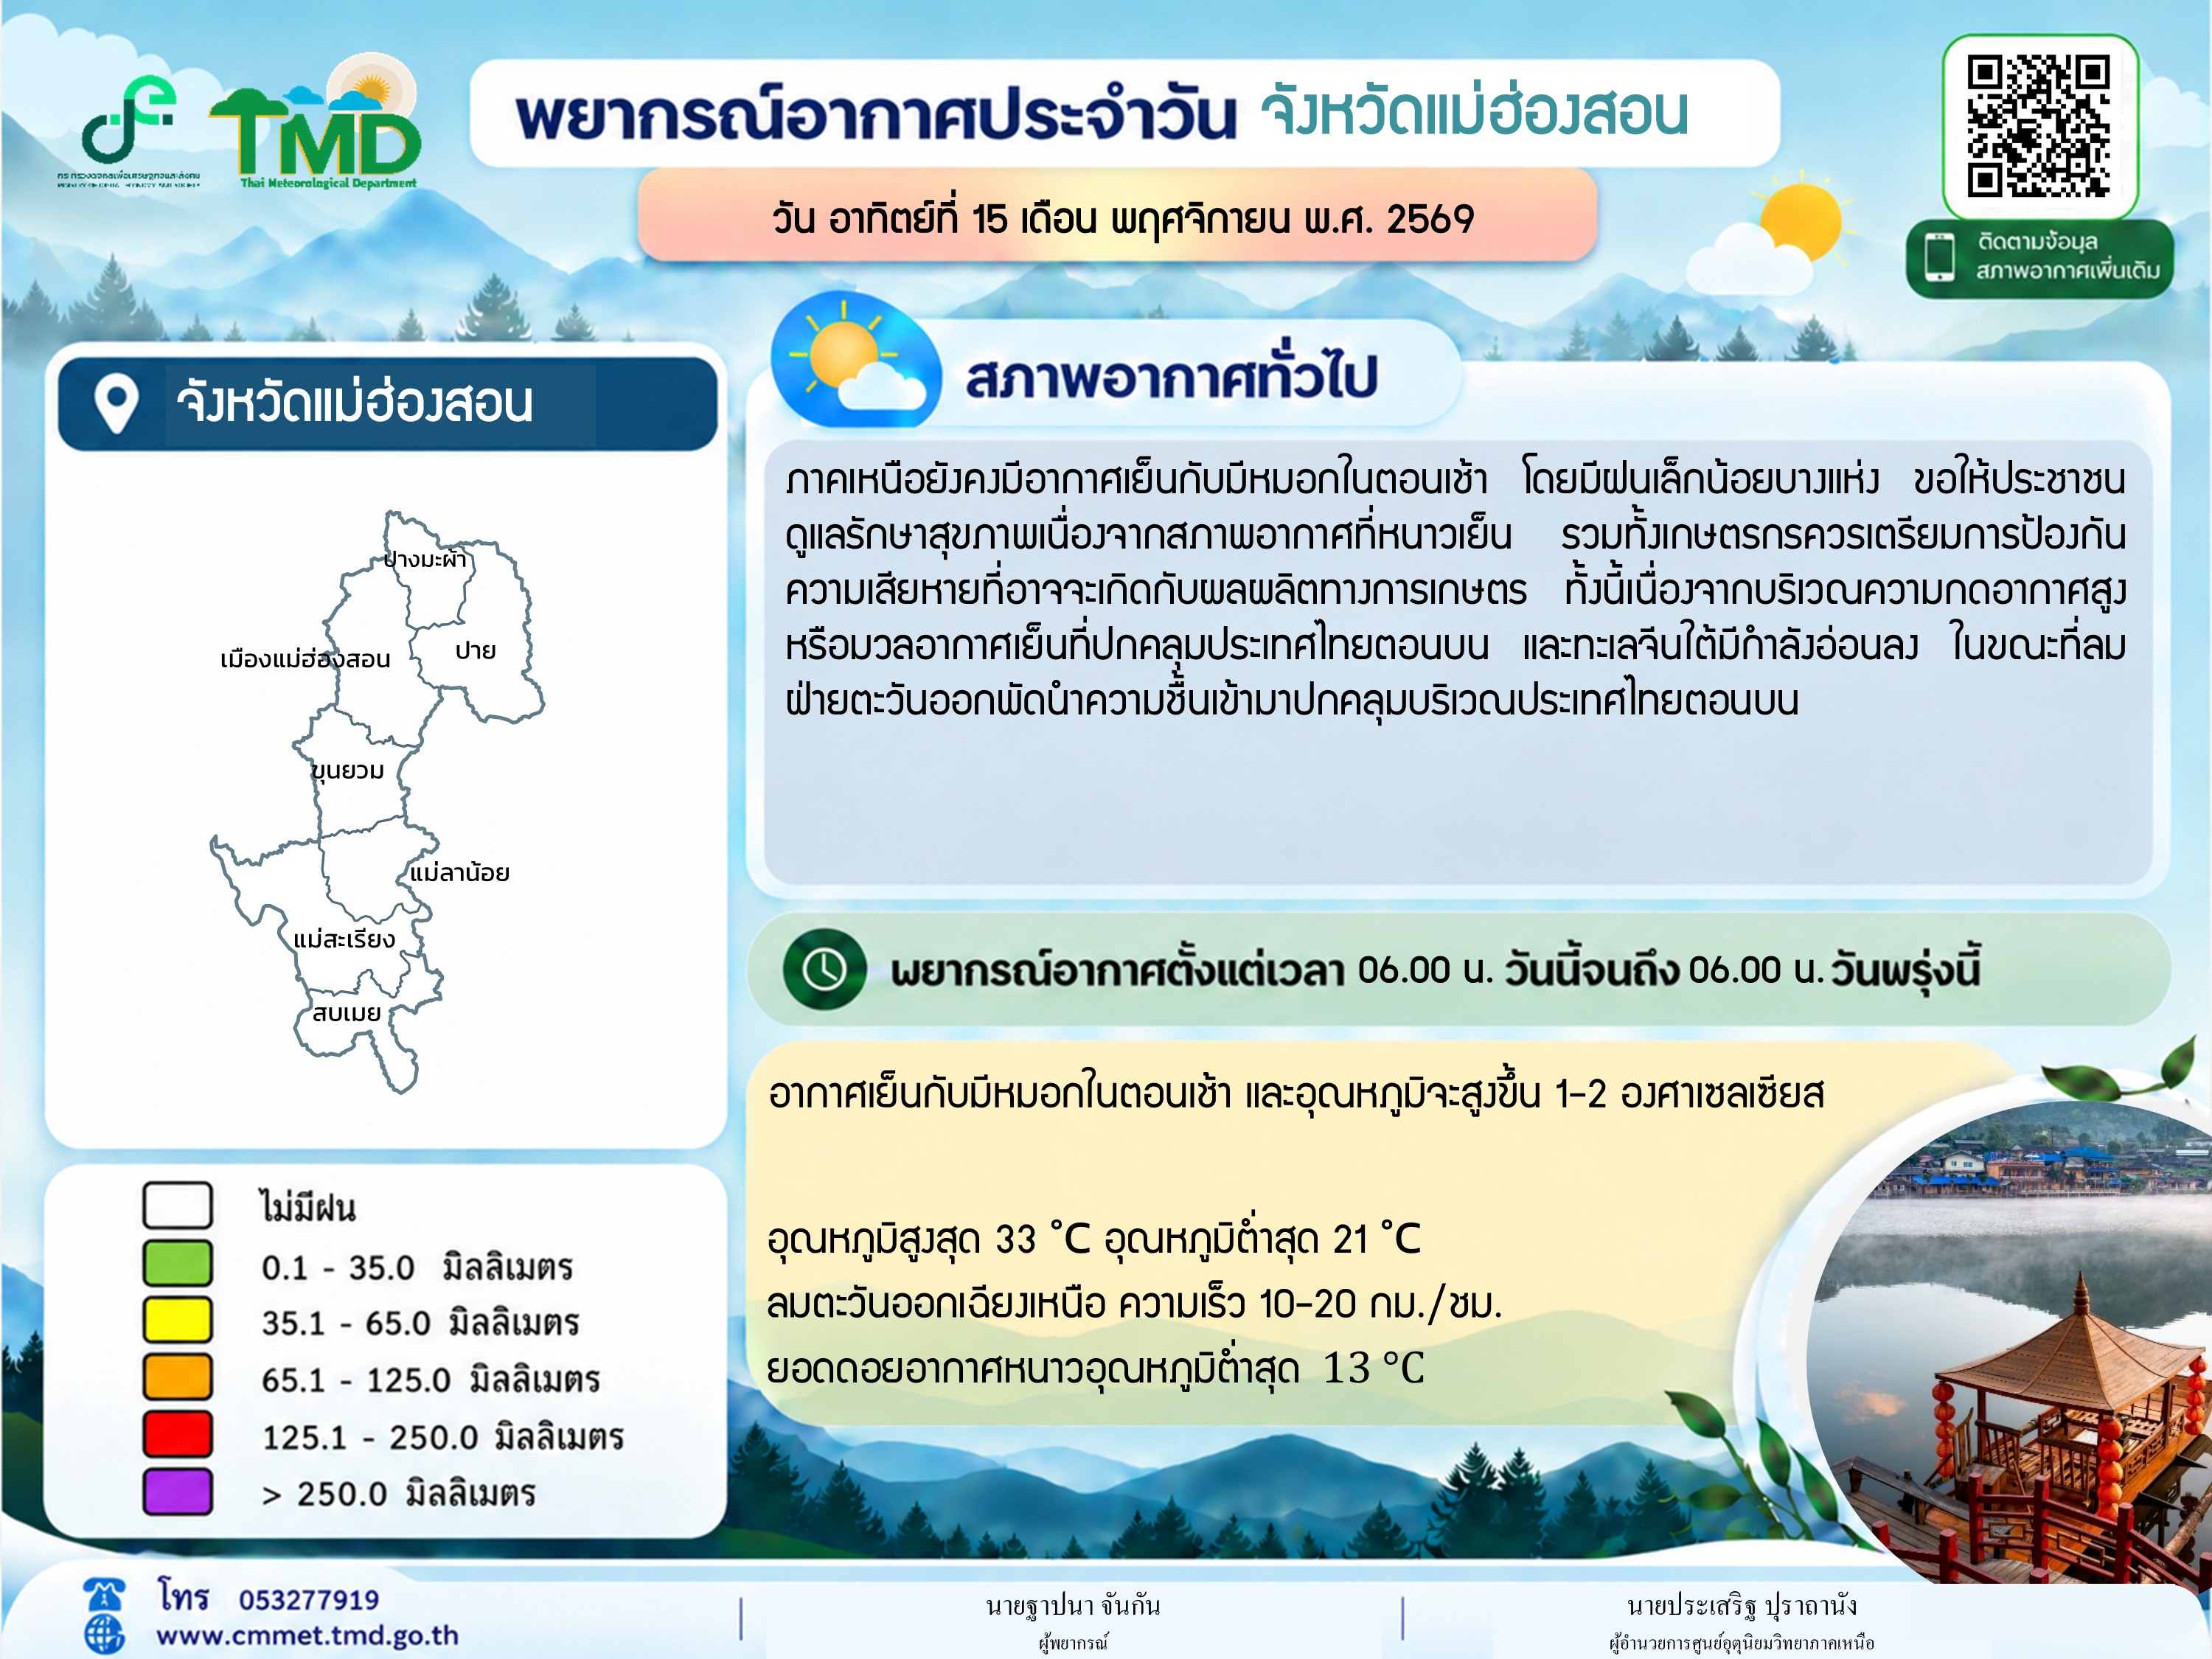 พยากรณ์อากาศประจำวัน จังหวัดแม่ฮ่องสอน
TMD
Thai Meteorological Department
วัน อาทิตย์ที่ 15 เดือน พฤศจิกายน พ.ศ. 2569
จังหวัดแม่ฮ่องสอน
ปางมะผ้า
ปาย
เมืองแม่ฮ่องสอน
ขุนยวม
แม่ลาน้อย
แม่สะเรียง
สบเมย
ไม่มีฝน
0.1 - 35.0 มิลลิเมตร
35.1 - 65.0 มิลลิเมตร
65.1 - 125.0 มิลลิเมตร
125.1 - 250.0 มิลลิเมตร
> 250.0 มิลลิเมตร
สภาพอากาศทั่วไป
ภาคเหนือยังคงมีอากาศเย็นกับมีหมอกในตอนเช้า โดยมีฝนเล็กน้อยบางแห่ง ขอให้ประชาชน
ดูแลรักษาสุขภาพเนื่องจากสภาพอากาศที่หนาวเย็น รวมทั้งเกษตรกรควรเตรียมการป้องกัน
ความเสียหายที่อาจจะเกิดกับผลผลิตทางการเกษตร ทั้งนี้เนื่องจากบริเวณความกดอากาศสูง
หรือมวลอากาศเย็นที่ปกคลุมประเทศไทยตอนบน และทะเลจีนใต้มีกำลังอ่อนลง ในขณะที่ลม
ฝ่ายตะวันออกพัดนำความชื้นเข้ามาปกคลุมบริเวณประเทศไทยตอนบน
พยากรณ์อากาศตั้งแต่เวลา 06.00 น. วันนี้จนถึง 06.00 น. วันพรุ่งนี้
อากาศเย็นกับมีหมอกในตอนเช้า และอุณหภูมิจะสูงขึ้น 1-2 องศาเซลเซียส
อุณหภูมิสูงสุด 33 °C อุณหภูมิต่ำสุด 21 °C
ลมตะวันออกเฉียงเหนือ ความเร็ว 10-20 กม./ชม.
ยอดดอยอากาศหนาวอุณหภูมิต่ำสุด 13 °C
โทร 053277919
www.cmmet.tmd.go.th
นายฐาปนา จันกัน
ผู้พยากรณ์
นายประเสริฐ ปุราถานัง
ผู้อำนวยการศูนย์อุตุนิยมวิทยาภาคเหนือ